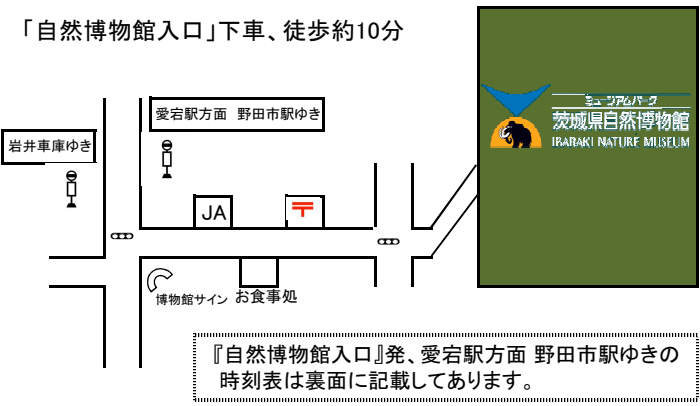 「自然博物館入口」下車、徒歩約10分
愛宕駅方面 野田市駅ゆき
岩井車庫ゆき
ミュージアムパーク
茨城県自然博物館
IBARAKI NATURE MUSEUM
JA
〒
博物館サイン
お食事処
『自然博物館入口』発、愛宕駅方面 野田市駅ゆきの
時刻表は裏面に記載してあります。